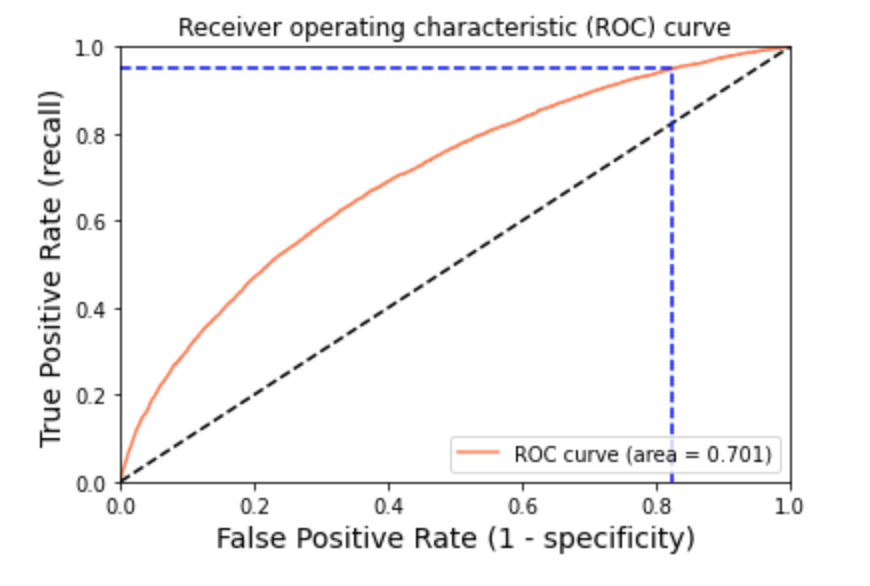 Receiver operating characteristic (ROC) curve
True Positive Rate (recall)
1.0
0.8
0.6
0.4
0.2
0.0
ROC curve (area = 0.701)
0.0 0.2 0.4 0.6 0.8 1.0
False Positive Rate (1 - specificity)